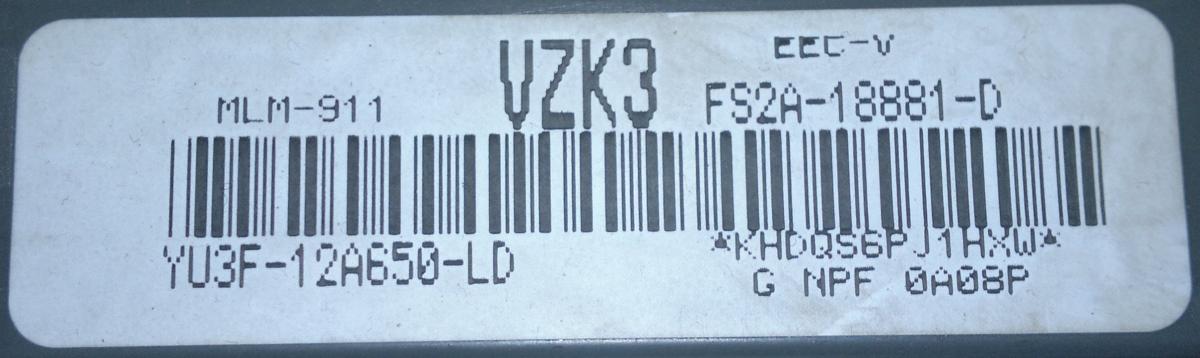 EEC-V
MLM-911 VZK3 FS2A-18881-D
YU3F-12A650-LD *KHDQS6PJ1HXW*
G NPF 0A08P